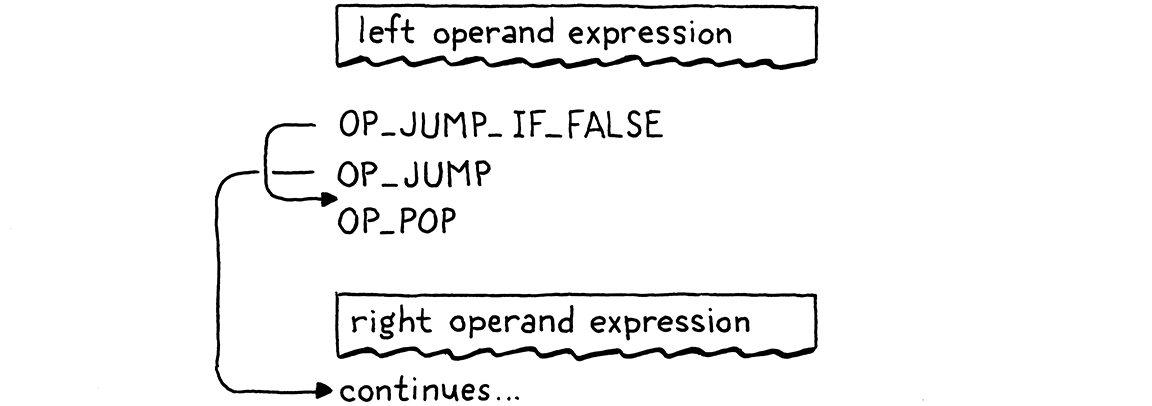 left operand expression
OP_JUMP_IF_FALSE
OP_JUMP
OP_POP
right operand expression
continues...